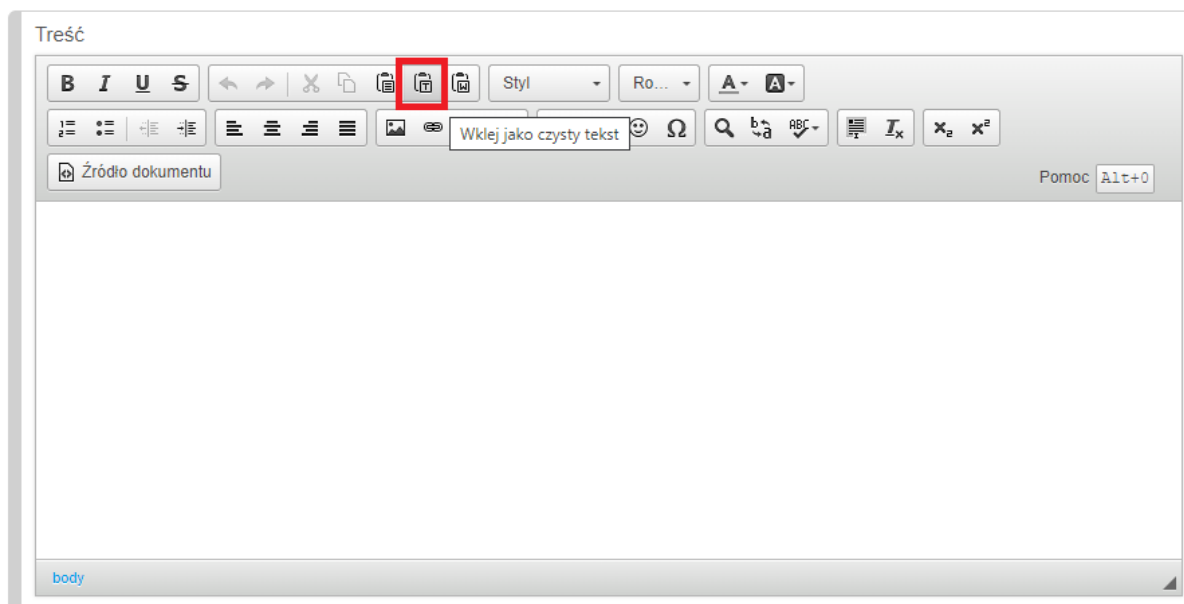 Treść
B I U S Styl Ro... A A
Wklej jako czysty tekst
Źródło dokumentu
Pomoc Alt+0
body